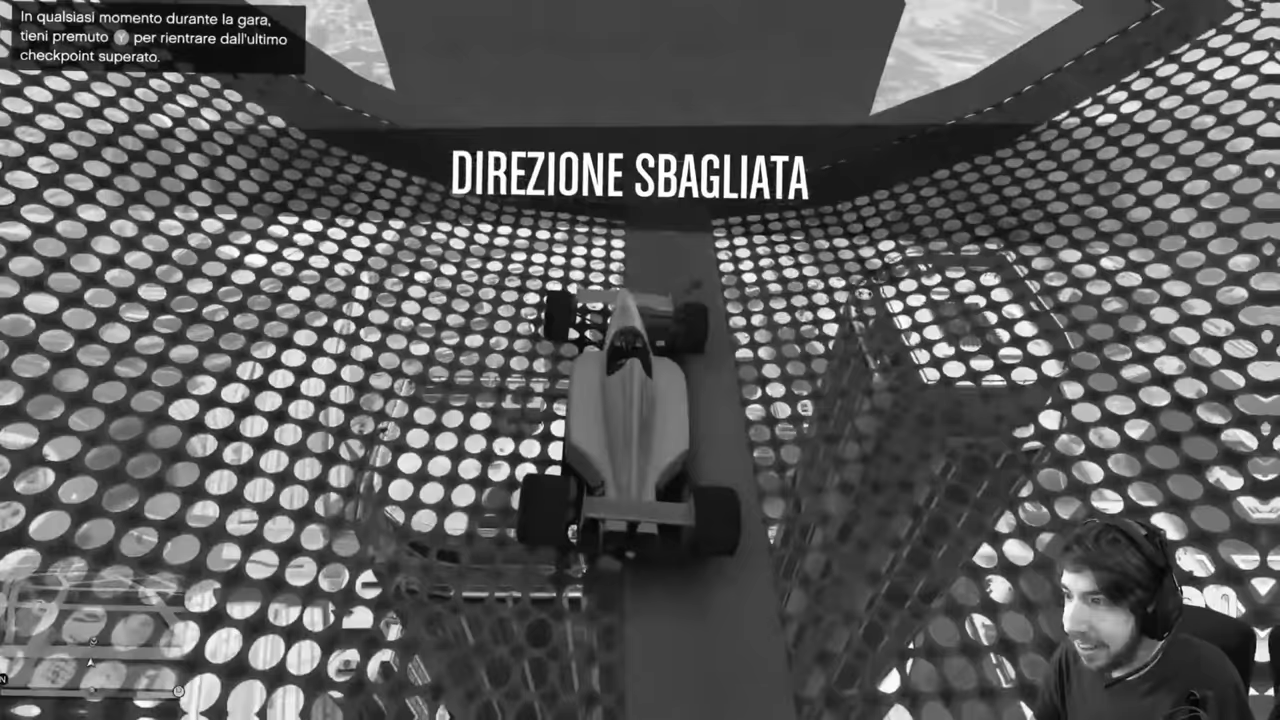 In qualsiasi momento durante la gara,
tieni premuto Y per rientrare dall'ultimo
checkpoint superato.
DIREZIONE SBAGLIATA
N